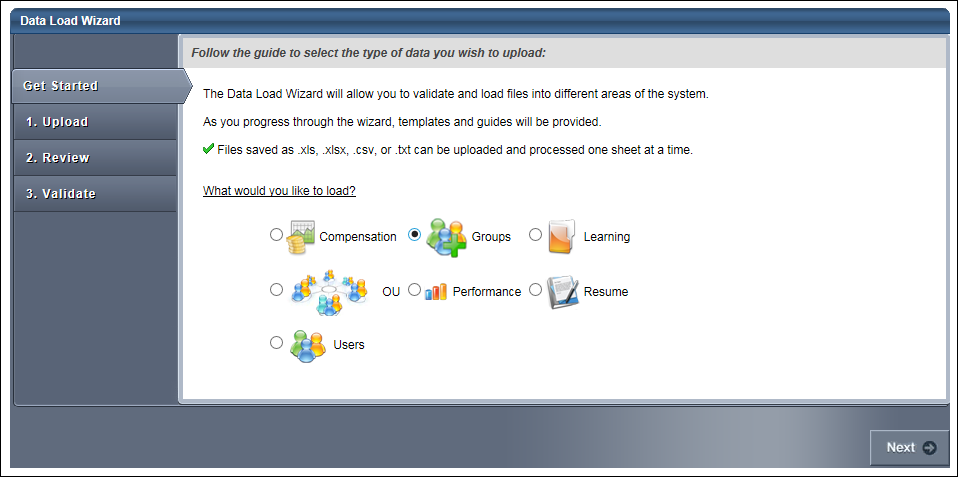 Data Load Wizard
Follow the guide to select the type of data you wish to upload:
Get Started
1. Upload
2. Review
3. Validate
The Data Load Wizard will allow you to validate and load files into different areas of the system.
As you progress through the wizard, templates and guides will be provided.
Files saved as .xls, .xlsx, .csv, or .txt can be uploaded and processed one sheet at a time.
What would you like to load?
Compensation Groups Learning
OU Performance Resume
Users
Next